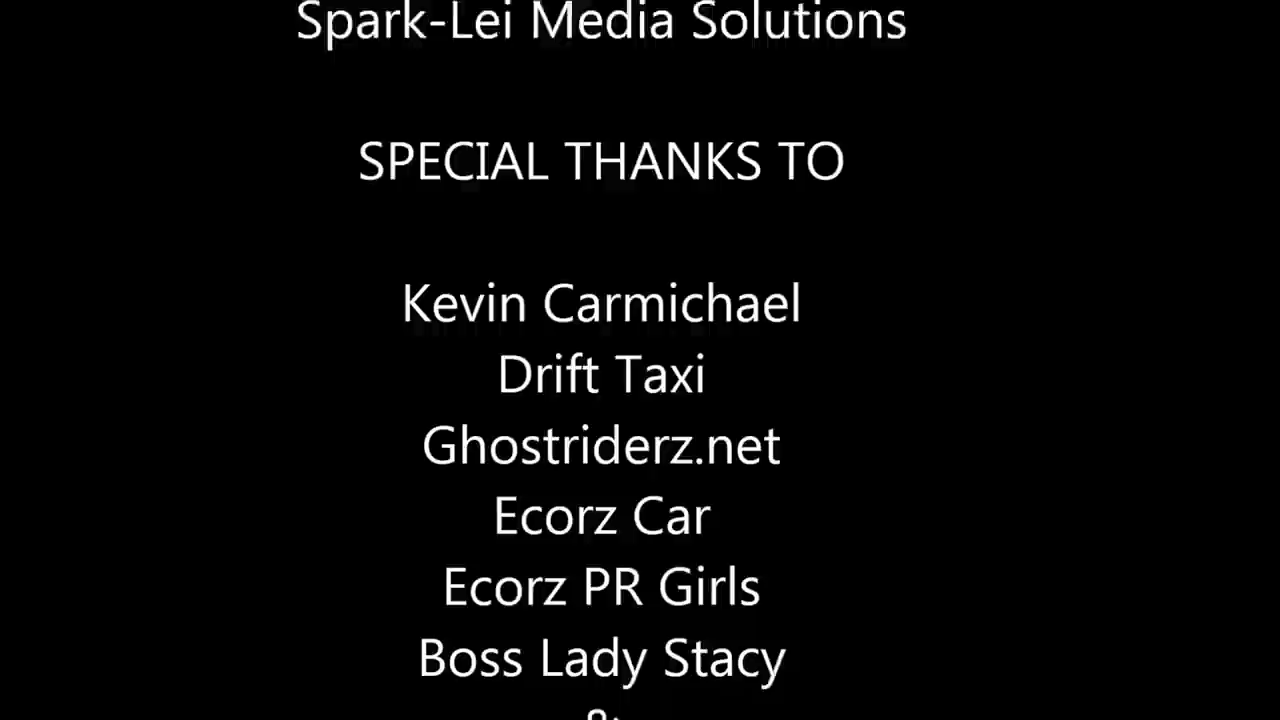 Spark-Lei Media Solutions
SPECIAL THANKS TO
Kevin Carmichael
Drift Taxi
Ghostriderz.net
Ecorz Car
Ecorz PR Girls
Boss Lady Stacy
&